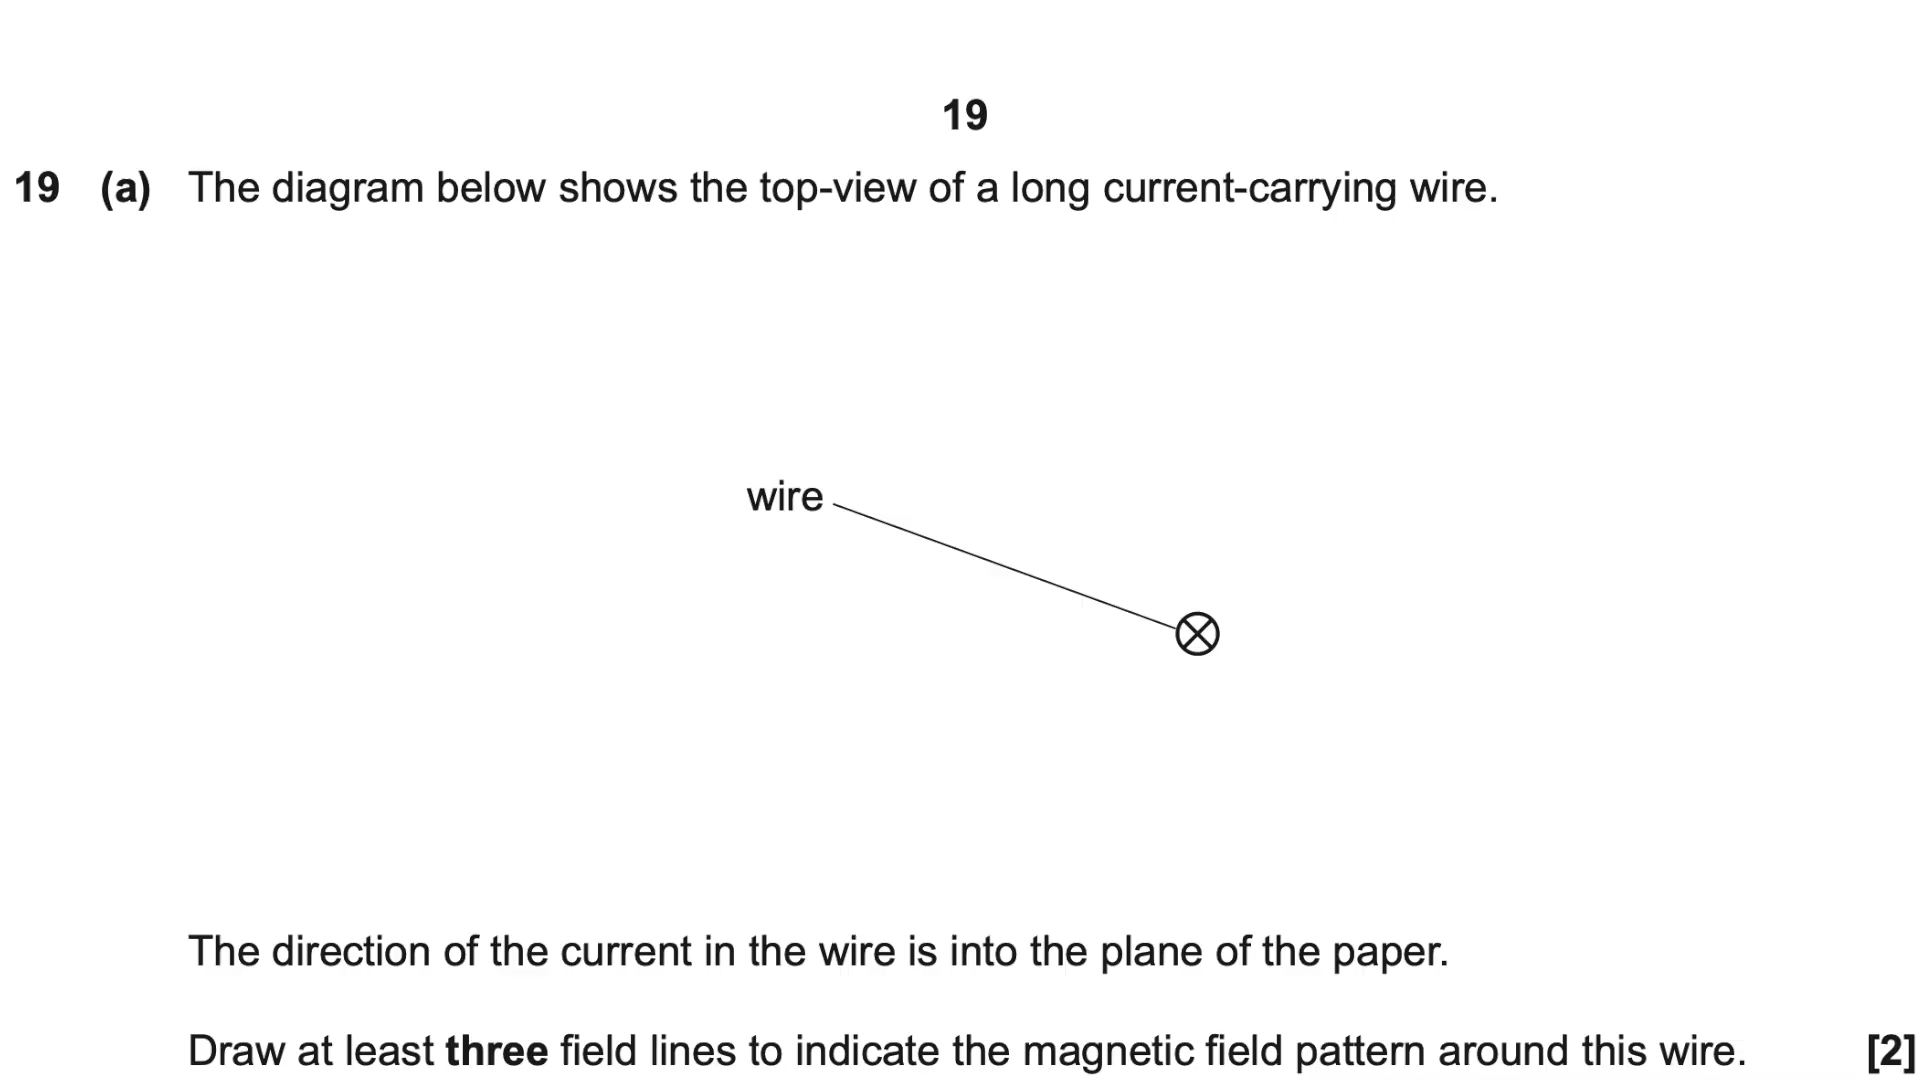 19
19 (a) The diagram below shows the top-view of a long current-carrying wire.
wire
The direction of the current in the wire is into the plane of the paper.
Draw at least three field lines to indicate the magnetic field pattern around this wire. [2]